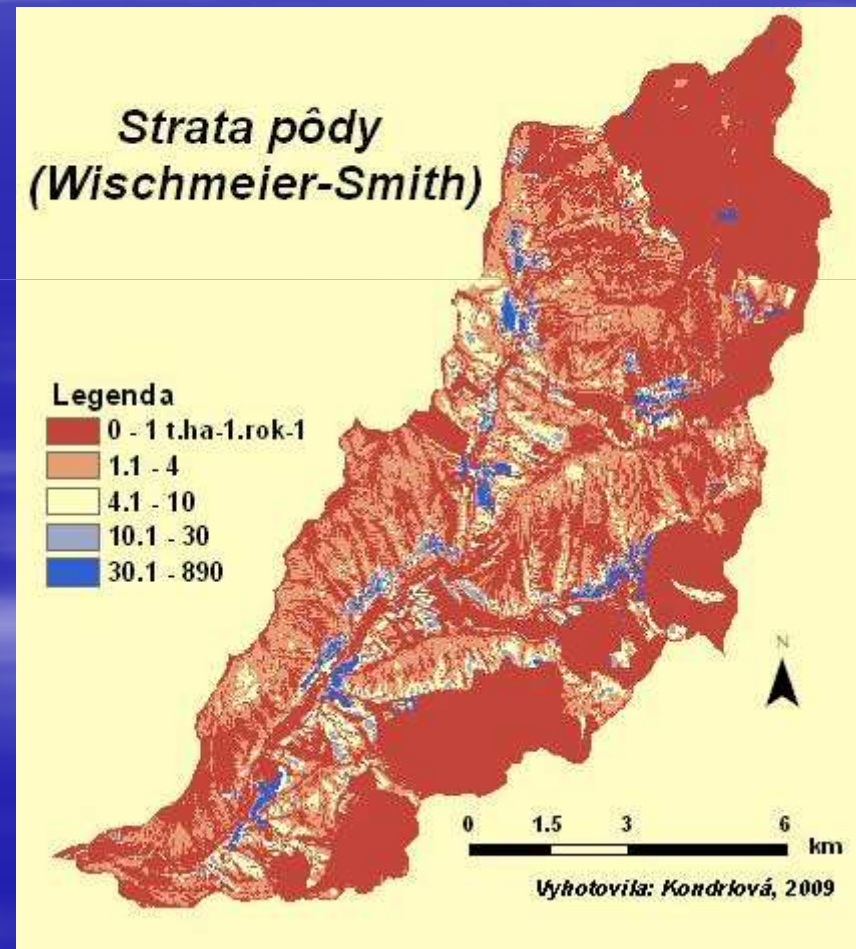 Strata pôdy
(Wischmeier-Smith)
Legenda
0 - 1 t.ha-1.rok-1
1.1 - 4
4.1 - 10
10.1 - 30
30.1 - 890
N
0 1.5 3 6
km
Vyhotovila: Kondrlová, 2009